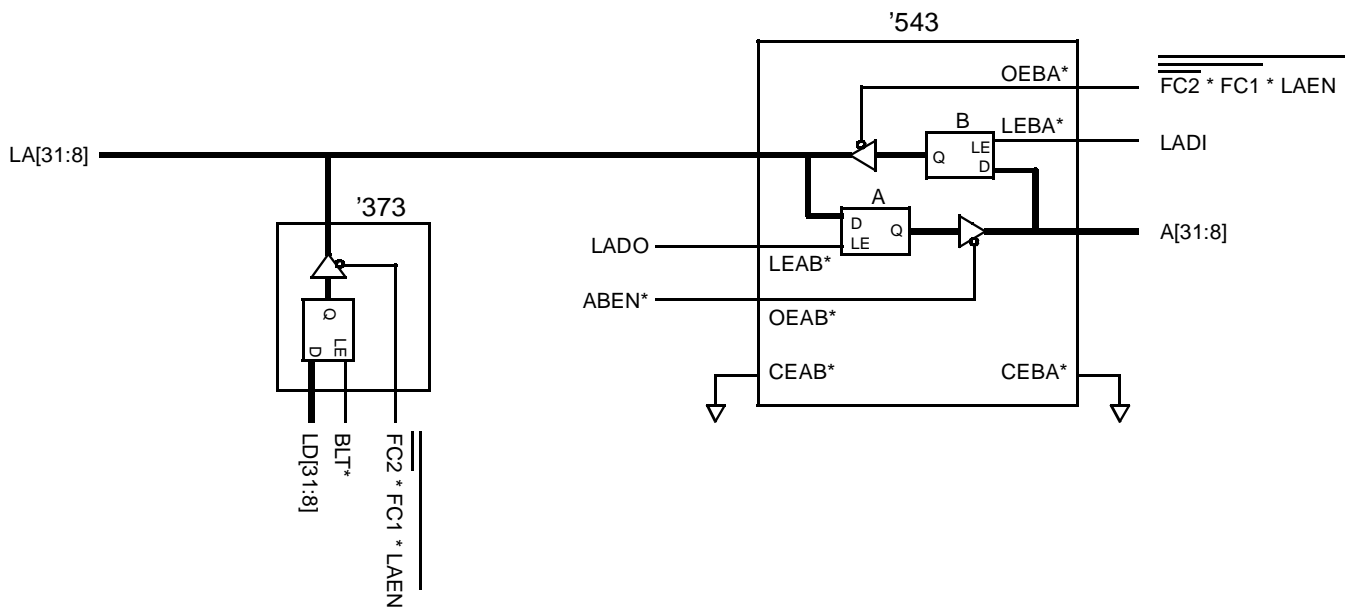 '543
OEBA*
FC2 * FC1 * LAEN
B
LEBA*
LE
Q
D
LADI
LA[31:8]
A
'373
D
Q
LE
A[31:8]
LADO
LEAB*
ABEN*
OEAB*
Q
D
LE
CEAB*
CEBA*
LD[31:8]
BLT*
FC2 * FC1 * LAEN